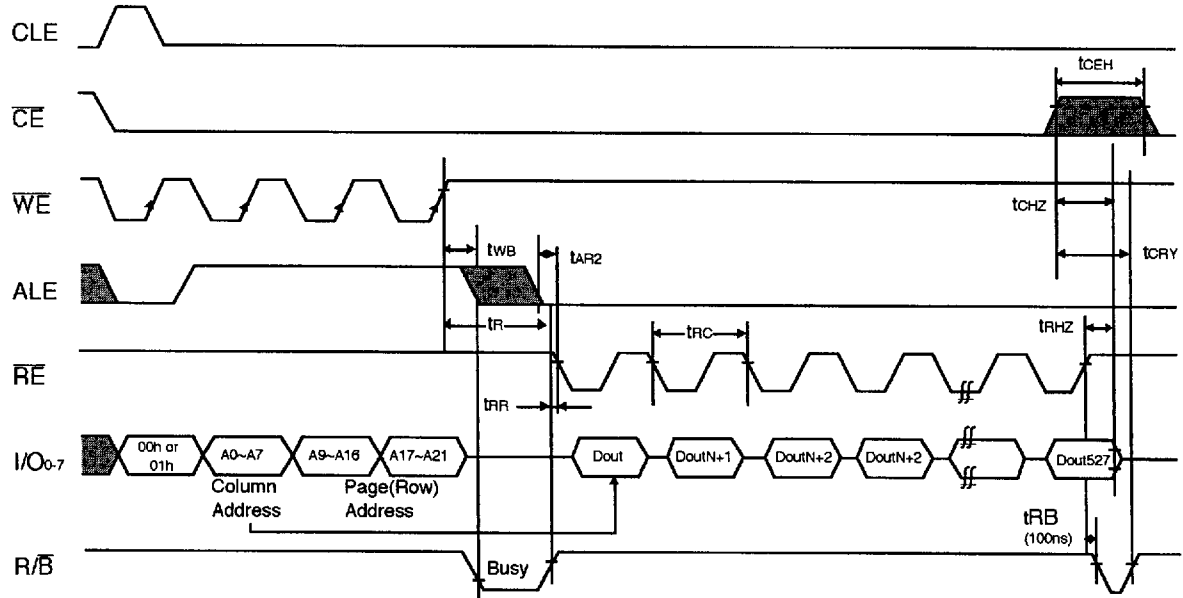 CLE
tCEH
CE
WE
tCHZ
tWB
tAR2
tCRY
ALE
tR
tRC
tRHZ
RE
tRR
I/O0-7
00h or
01h
A0~A7
A9~A16
A17~A21
Dout
DoutN+1
DoutN+2
DoutN+2
Dout527
Column
Address
Page(Row)
Address
tRB
(100ns)
R/B
Busy